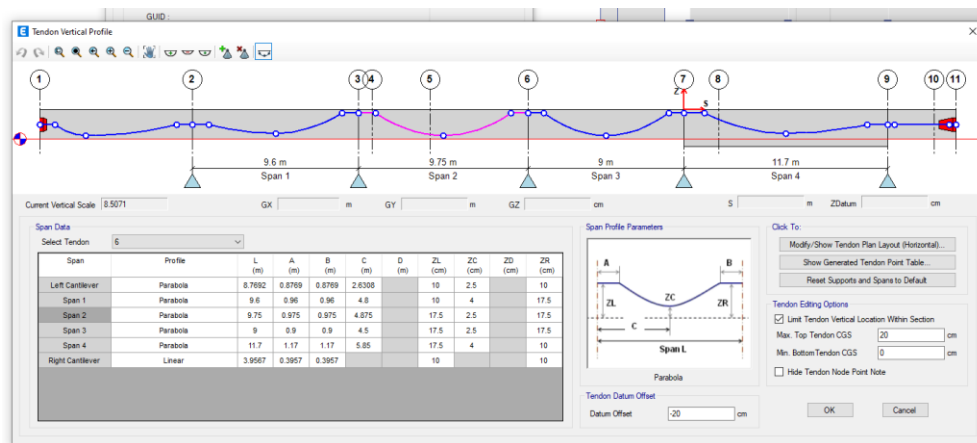 GUID :
Tendon Vertical Profile
1 2 3 4 5 6 7 8 9 10 11
Z
S
9.6 m 9.75 m 9 m 11.7 m
Span 1 Span 2 Span 3 Span 4
Current Vertical Scale 8.5071 GX m GY m GZ cm S m ZDatum cm
Span Data
Select Tendon 6
Span Profile L (m) A (m) B (m) C (m) D (m) ZL (cm) ZC (cm) ZD (cm) ZR (cm)
Left Cantilever Parabola 8.7692 0.8769 0.8769 2.6308 10 2.5 10
Span 1 Parabola 9.6 0.96 0.96 4.8 10 4 17.5
Span 2 Parabola 9.75 0.975 0.975 4.875 17.5 2.5 17.5
Span 3 Parabola 9 0.9 0.9 4.5 17.5 2.5 17.5
Span 4 Parabola 11.7 1.17 1.17 5.85 17.5 4 10
Right Cantilever Linear 3.9567 0.3957 0.3957 10 10
Span Profile Parameters
A B
ZL ZC ZR
C
Span L
Parabola
Tendon Datum Offset
Datum Offset -20 cm
Click To:
Modify/Show Tendon Plan Layout (Horizontal)...
Show Generated Tendon Point Table...
Reset Supports and Spans to Default
Tendon Editing Options
Limit Tendon Vertical Location Within Section
Max. Top Tendon CGS 20 cm
Min. BottomTendon CGS 0 cm
Hide Tendon Node Point Note
OK Cancel